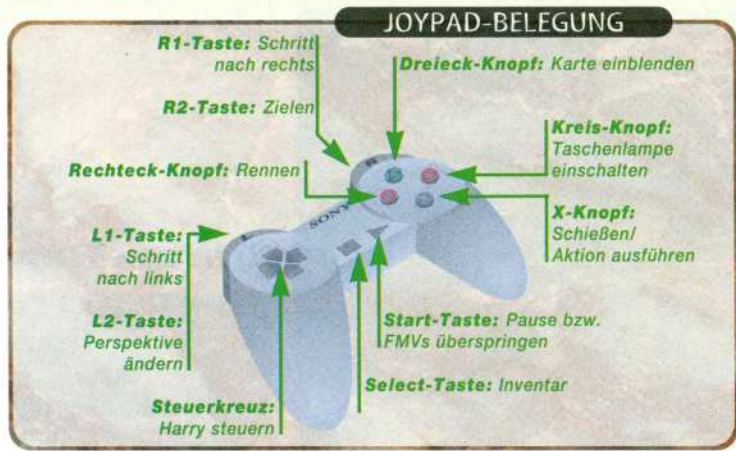 JOYPAD-BELEGUNG
R1-Taste: Schritt
nach rechts
Dreieck-Knopf: Karte einblenden
R2-Taste: Zielen
Kreis-Knopf:
Taschenlampe
einschalten
Rechteck-Knopf: Rennen
X-Knopf:
Schießen/
Aktion ausführen
L1-Taste:
Schritt
nach links
L2-Taste:
Perspektive
ändern
Start-Taste: Pause bzw.
FMVs überspringen
Select-Taste: Inventar
Steuerkreuz:
Harry steuern
SONY
R
L